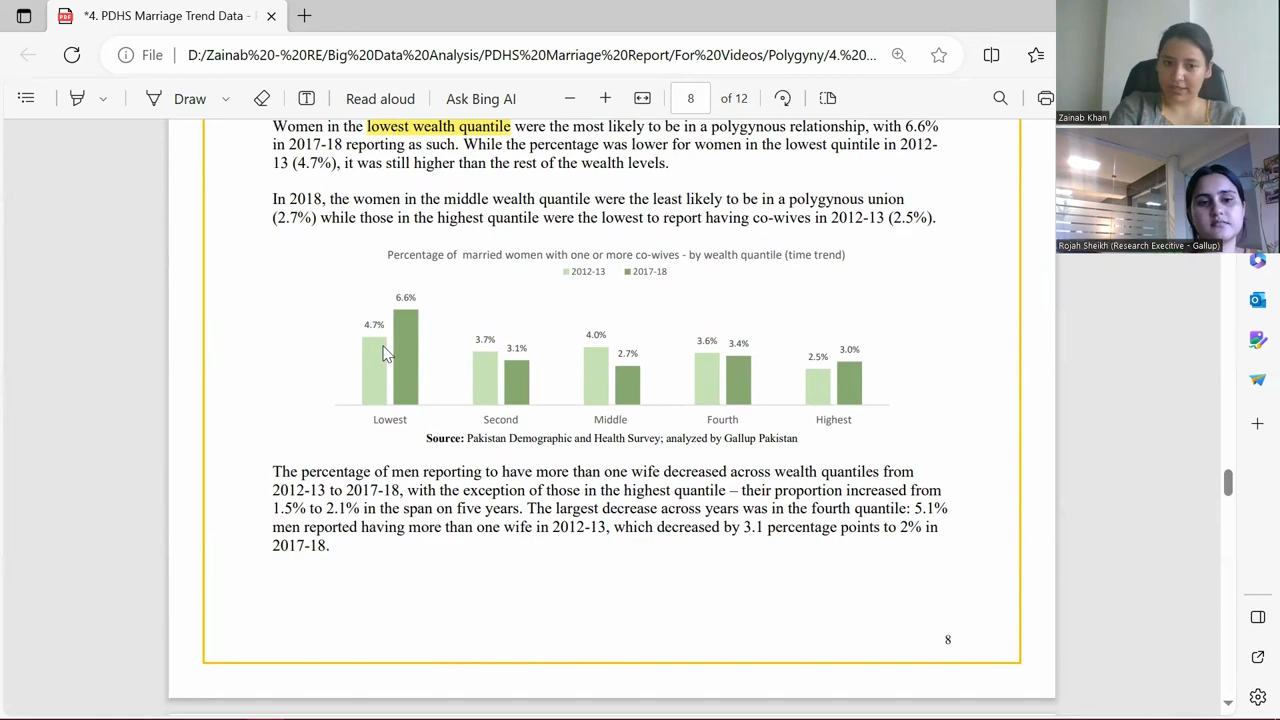 *4. PDHS Marriage Trend Data -
File
D:/Zainab%20-%20RE/Big%20Data%20Analysis/PDHS%20Marriage%20Report/For%20Videos/Polygyny/4.%20...
Draw
Read aloud
Ask Bing AI
8
of 12
Zainab Khan
Rojah Sheikh (Research Execitive - Gallup)
Women in the lowest wealth quantile were the most likely to be in a polygynous relationship, with 6.6%
in 2017-18 reporting as such. While the percentage was lower for women in the lowest quintile in 2012-
13 (4.7%), it was still higher than the rest of the wealth levels.
In 2018, the women in the middle wealth quantile were the least likely to be in a polygynous union
(2.7%) while those in the highest quantile were the lowest to report having co-wives in 2012-13 (2.5%).
Percentage of married women with one or more co-wives - by wealth quantile (time trend)
2012-13 2017-18
4.7% 6.6% 3.7% 3.1% 4.0% 2.7% 3.6% 3.4% 2.5% 3.0%
Lowest Second Middle Fourth Highest
Source: Pakistan Demographic and Health Survey; analyzed by Gallup Pakistan
The percentage of men reporting to have more than one wife decreased across wealth quantiles from
2012-13 to 2017-18, with the exception of those in the highest quantile – their proportion increased from
1.5% to 2.1% in the span on five years. The largest decrease across years was in the fourth quantile: 5.1%
men reported having more than one wife in 2012-13, which decreased by 3.1 percentage points to 2% in
2017-18.
8